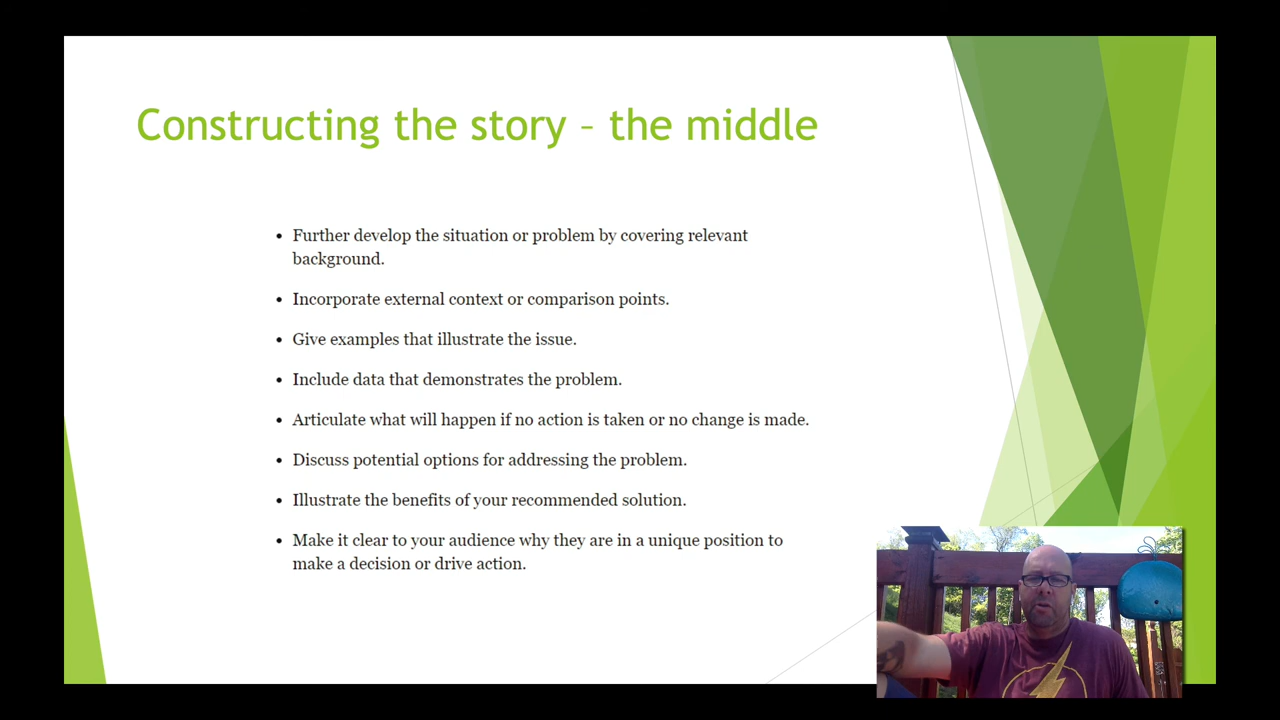 Constructing the story – the middle
• Further develop the situation or problem by covering relevant
background.
• Incorporate external context or comparison points.
• Give examples that illustrate the issue.
• Include data that demonstrates the problem.
• Articulate what will happen if no action is taken or no change is made.
• Discuss potential options for addressing the problem.
• Illustrate the benefits of your recommended solution.
• Make it clear to your audience why they are in a unique position to
make a decision or drive action.